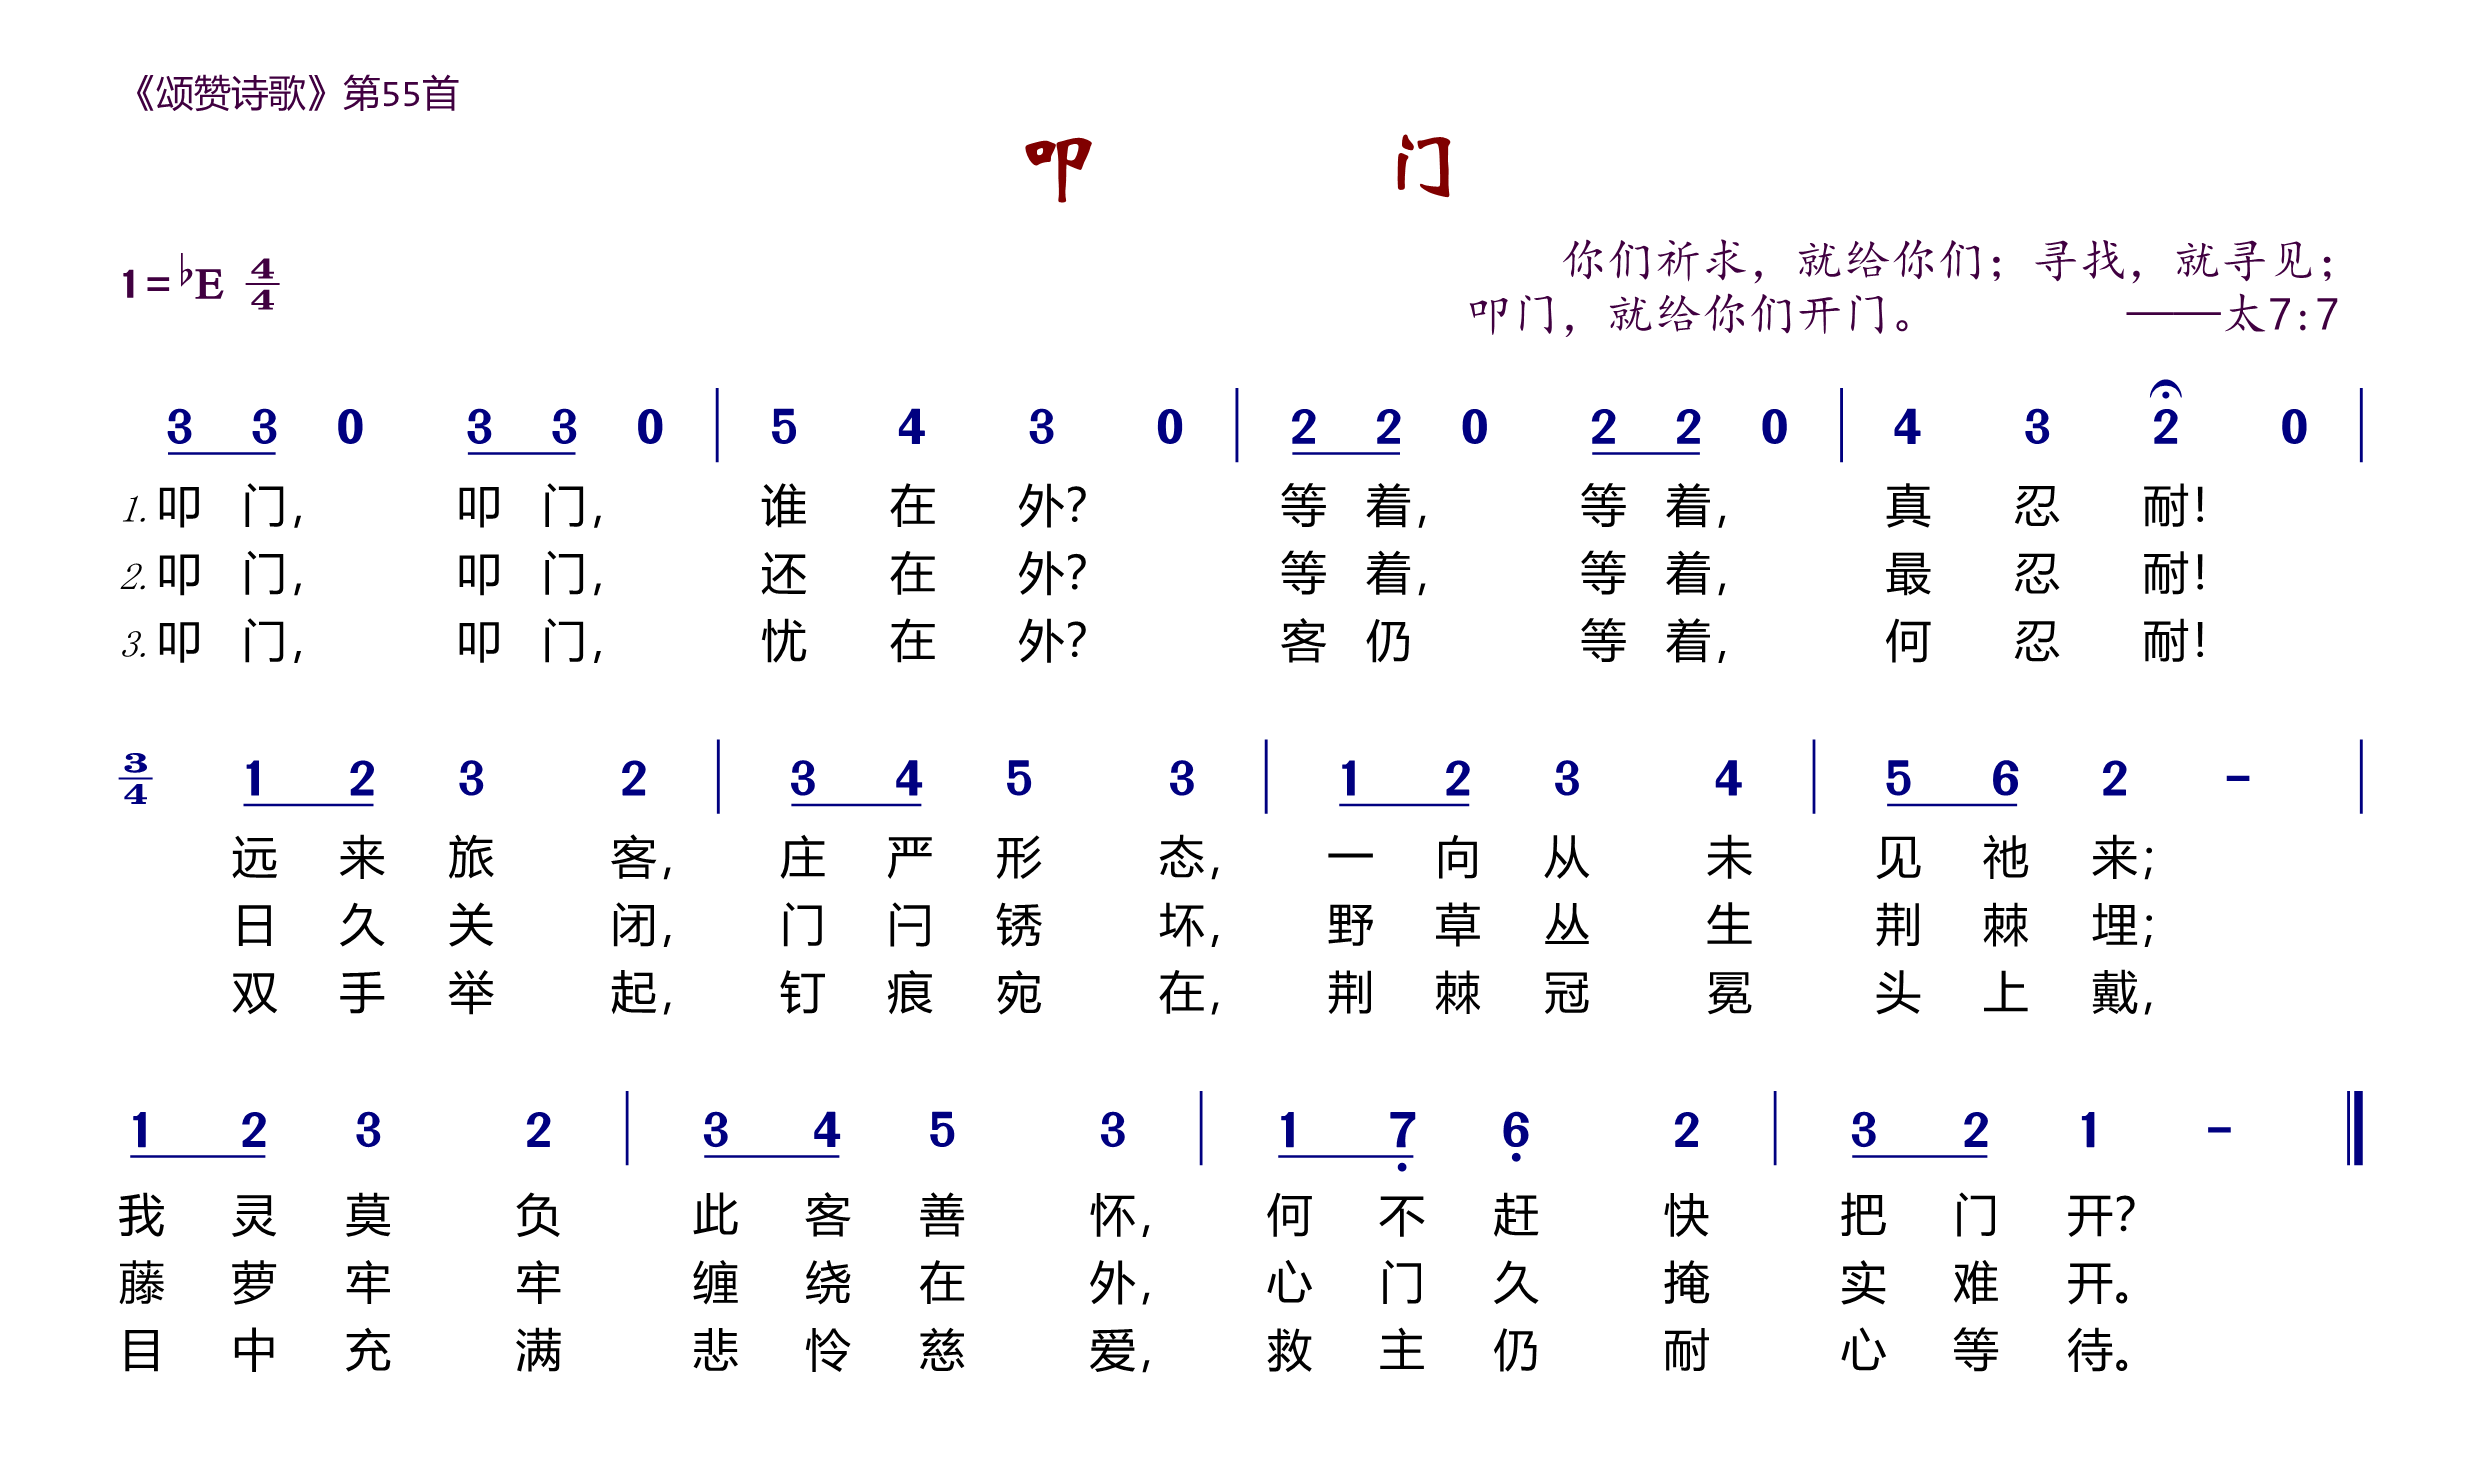 《颂赞诗歌》第55首
叩 门
1=♭E 4/4
你们祈求，就给你们；寻找，就寻见；
叩门，就给你们开门。 ——太7:7
3 3 0 3 3 0 | 5 4 3 0 | 2 2 0 2 2 0 | 4 3 2 0 |
1. 叩门， 叩门， 谁在外？ 等着， 等着， 真忍耐！
2. 叩门， 叩门， 还在外？ 等着， 等着， 最忍耐！
3. 叩门， 叩门， 忧在外？ 客仍 等着， 何忍耐！
3/4 1 2 3 2 | 3 4 5 3 | 1 2 3 4 | 5 6 2 - |
远来旅客， 庄严形态， 一向从未见祂来；
日久关闭， 门闩锈坏， 野草丛生荆棘埋；
双手举起， 钉痕宛在， 荆棘冠冕头上戴，
1 2 3 2 | 3 4 5 3 | 1 7 6 2 | 3 2 1 - ‖
我灵莫负此客善怀， 何不赶快把门开？
藤萝牢牢缠绕在外， 心门久掩实难开。
目中充满悲怜慈爱， 救主仍耐心等待。